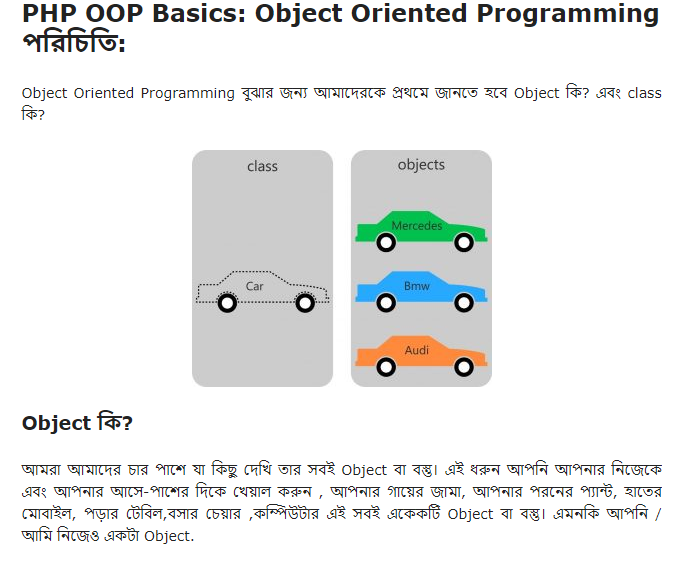 PHP OOP Basics: Object Oriented Programming
পরিচিতি:
Object Oriented Programming বুঝার জন্য আমাদেরকে প্রথমে জানতে হবে Object কি? এবং class
কি?
class
objects
Mercedes
Car
Bmw
Audi
Object কি?
আমরা আমাদের চার পাশে যা কিছু দেখি তার সবই Object বা বস্তু। এই ধরুন আপনি আপনার নিজেকে
এবং আপনার আসে-পাশের দিকে খেয়াল করুন , আপনার গায়ের জামা, আপনার পরনের প্যান্ট, হাতের
মোবাইল, পড়ার টেবিল,বসার চেয়ার ,কম্পিউটার এই সবই একেকটি Object বা বস্তু। এমনকি আপনি /
আমি নিজেও একটা Object.